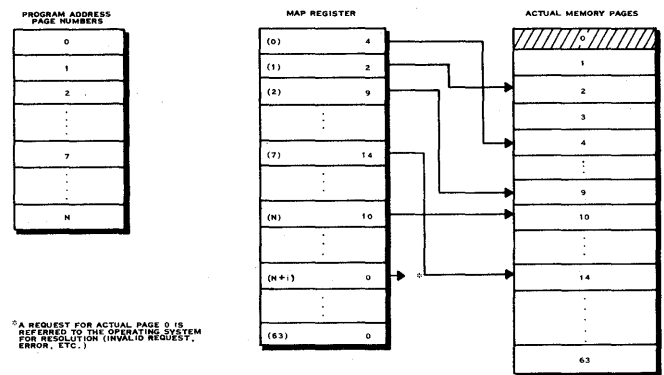 PROGRAM ADDRESS
PAGE NUMBERS
0
1
2
7
N
MAP REGISTER
(0) 4
(1) 2
(2) 9
(7) 14
(N) 10
(N+i) 0 *
(63) 0
ACTUAL MEMORY PAGES
0
1
2
3
4
9
10
14
63
*A REQUEST FOR ACTUAL PAGE 0 IS
REFERRED TO THE OPERATING SYSTEM
FOR RESOLUTION (INVALID REQUEST,
ERROR, ETC.)